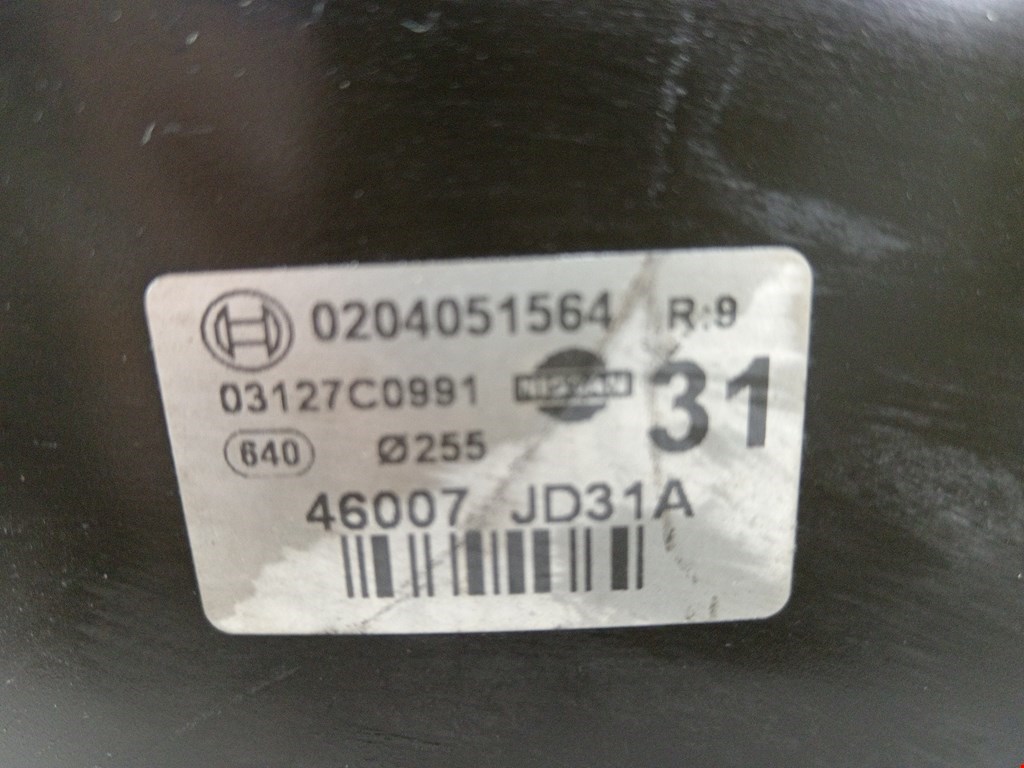 0204051564 R:9
03127C0991 NISSAN 31
640 Ø255
46007 JD31A